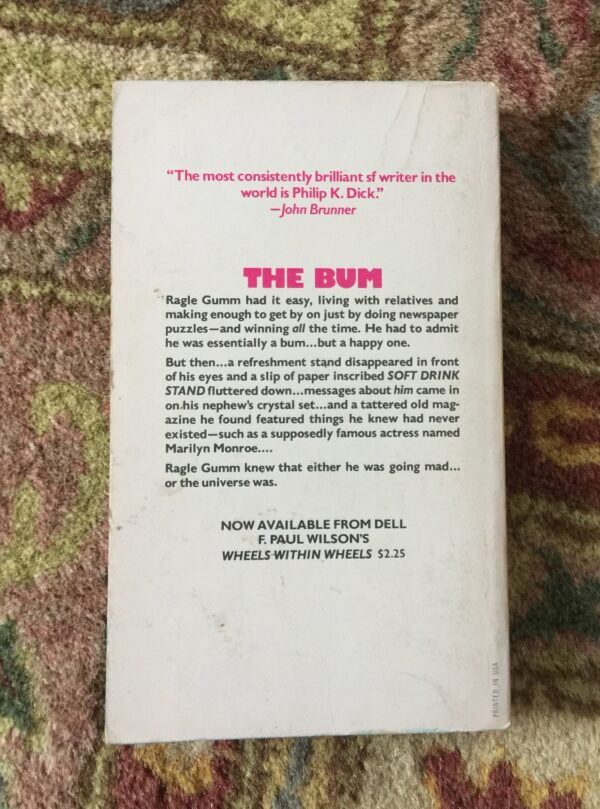 “The most consistently brilliant sf writer in the
world is Philip K. Dick.”
—John Brunner
THE BUM
Ragle Gumm had it easy, living with relatives and
making enough to get by on just by doing newspaper
puzzles—and winning all the time. He had to admit
he was essentially a bum...but a happy one.
But then...a refreshment stand disappeared in front
of his eyes and a slip of paper inscribed SOFT DRINK
STAND fluttered down...messages about him came in
on his nephew's crystal set...and a tattered old mag-
azine he found featured things he knew had never
existed—such as a supposedly famous actress named
Marilyn Monroe....
Ragle Gumm knew that either he was going mad...
or the universe was.
NOW AVAILABLE FROM DELL
F. PAUL WILSON'S
WHEELS WITHIN WHEELS $2.25
PRINTED IN USA